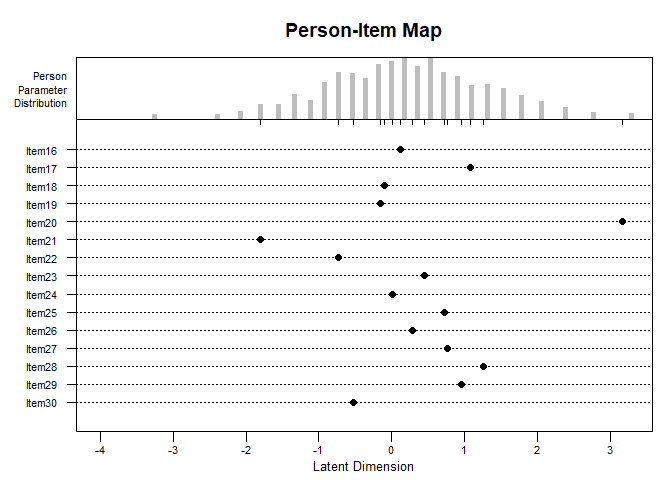 Person-Item Map
Person
Parameter
Distribution
Item16
Item17
Item18
Item19
Item20
Item21
Item22
Item23
Item24
Item25
Item26
Item27
Item28
Item29
Item30
-4 -3 -2 -1 0 1 2 3
Latent Dimension